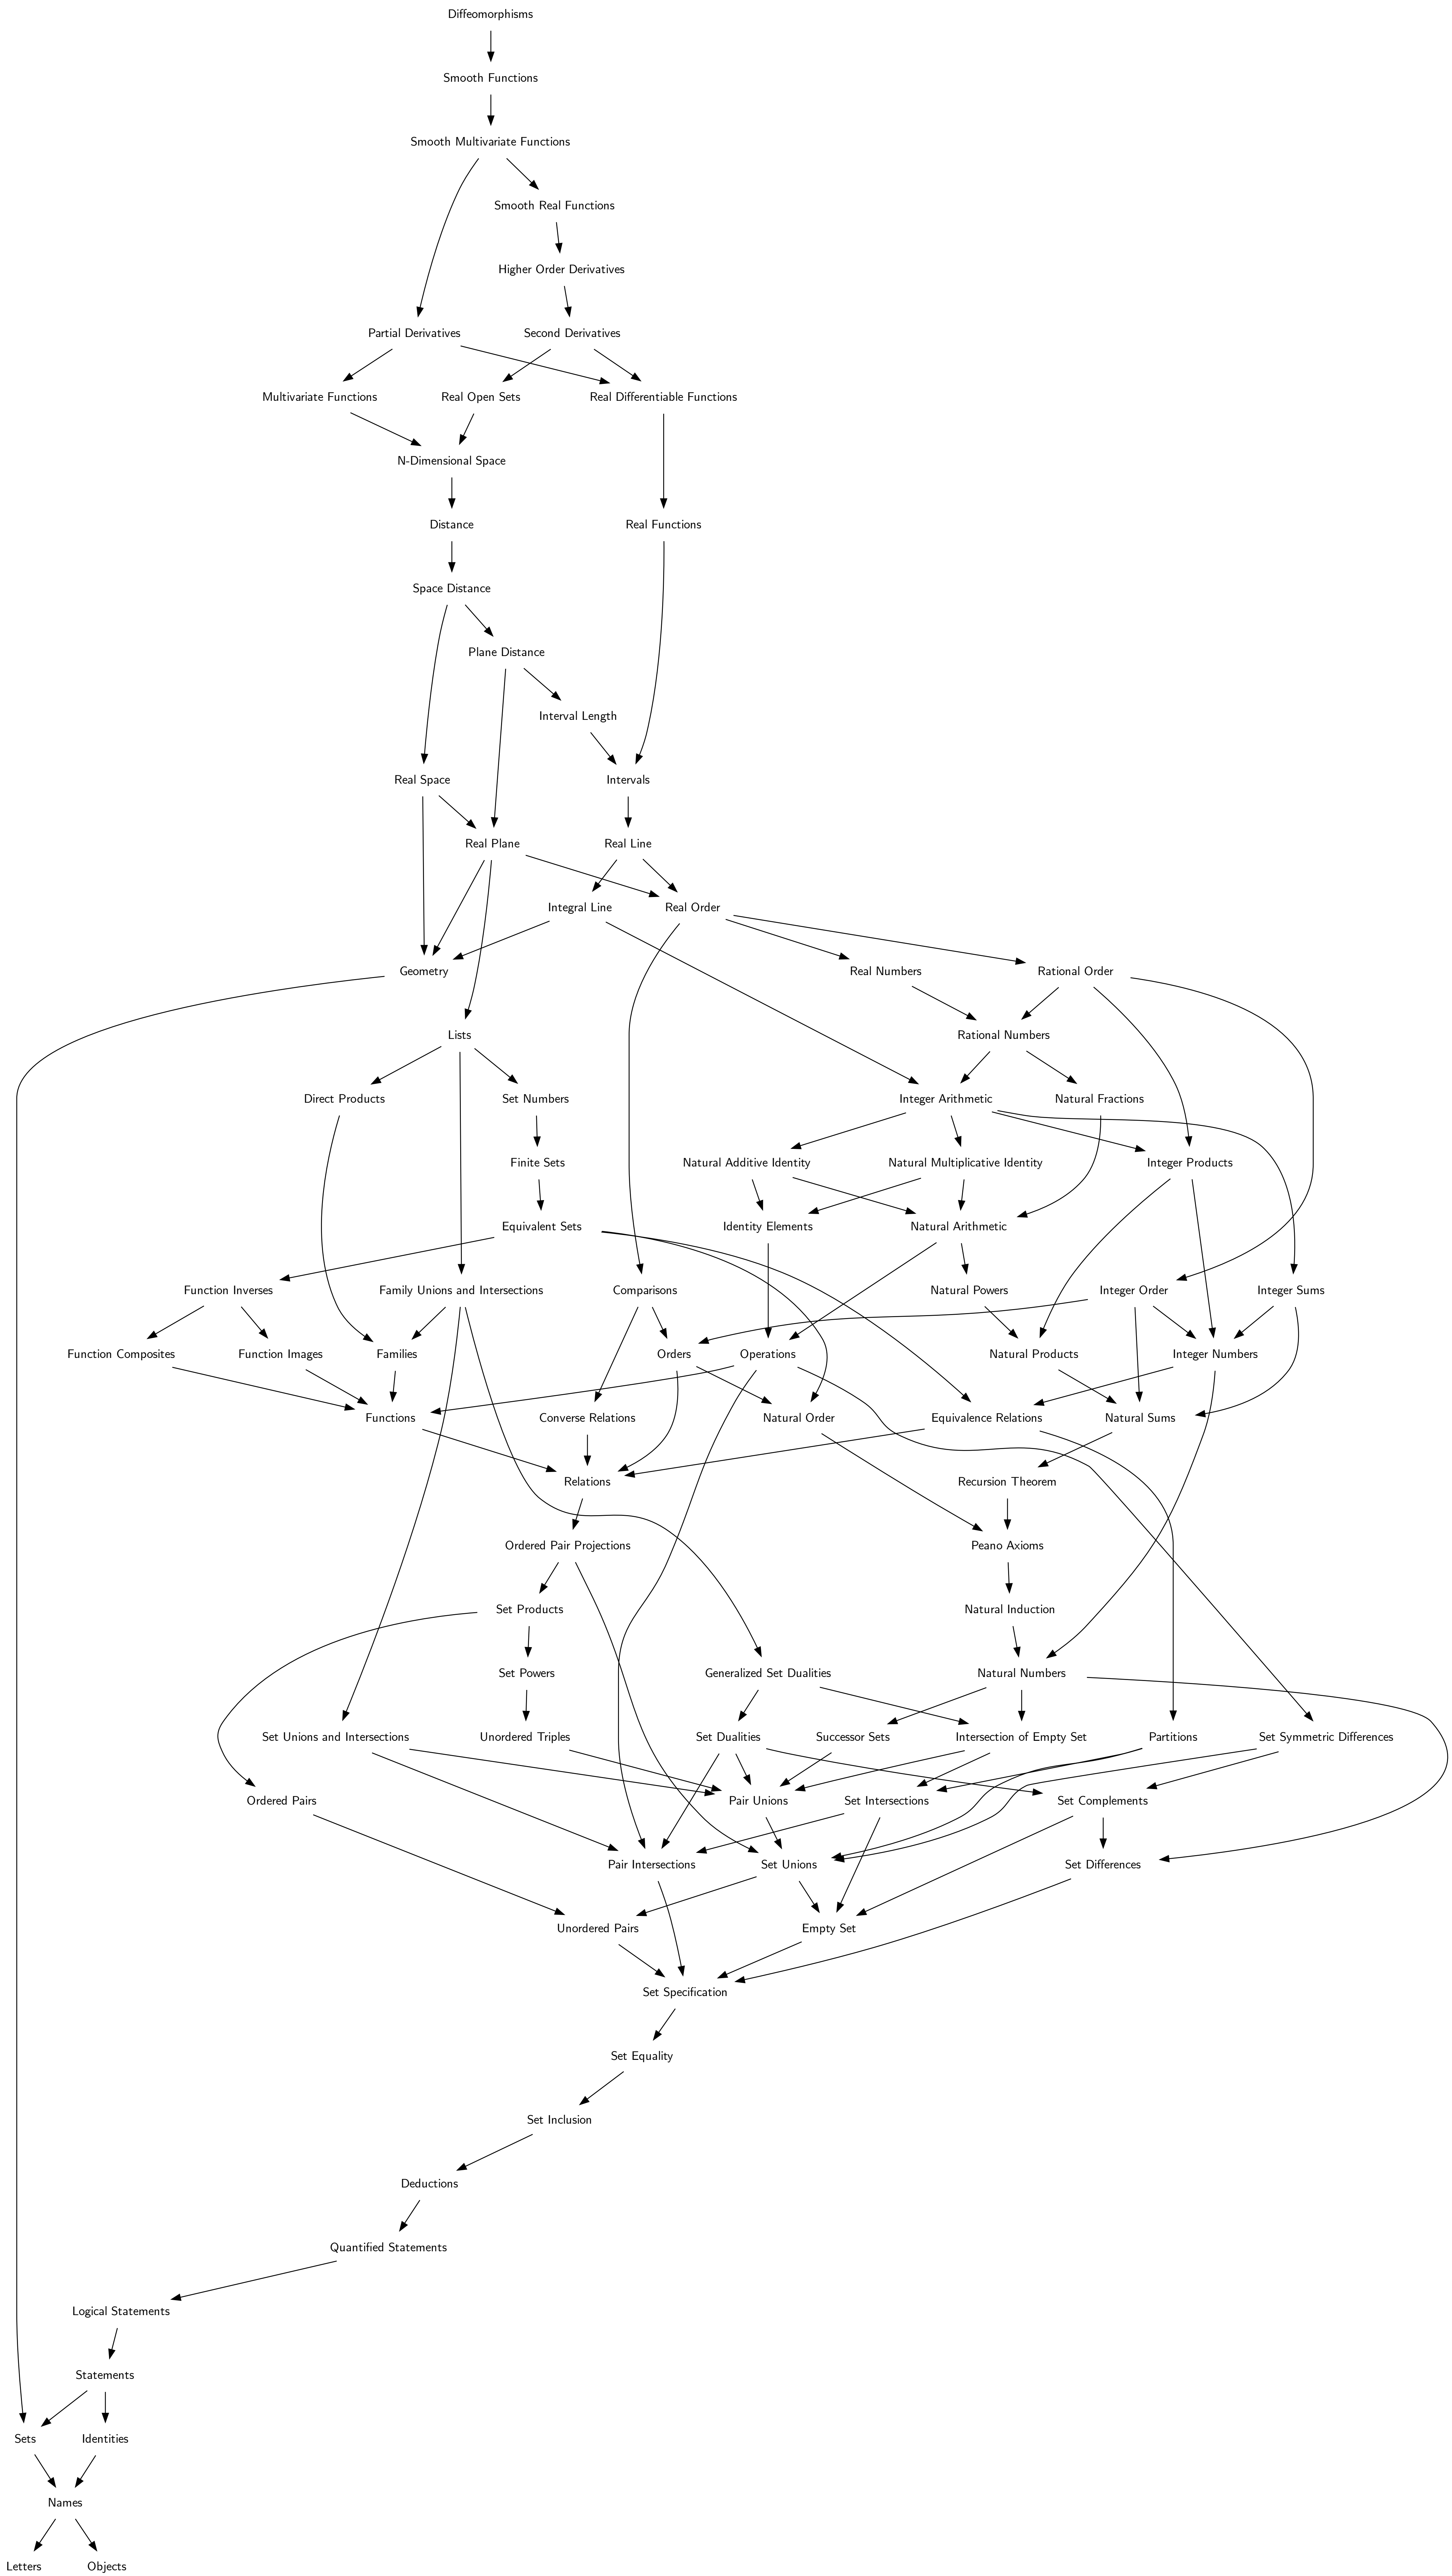 Diffeomorphisms
Smooth Functions
Smooth Multivariate Functions
Smooth Real Functions
Higher Order Derivatives
Partial Derivatives
Second Derivatives
Multivariate Functions
Real Open Sets
Real Differentiable Functions
N-Dimensional Space
Distance
Real Functions
Space Distance
Plane Distance
Interval Length
Real Space
Intervals
Real Plane
Real Line
Integral Line
Real Order
Geometry
Real Numbers
Rational Order
Lists
Rational Numbers
Direct Products
Set Numbers
Integer Arithmetic
Natural Fractions
Finite Sets
Natural Additive Identity
Natural Multiplicative Identity
Integer Products
Equivalent Sets
Identity Elements
Natural Arithmetic
Function Inverses
Family Unions and Intersections
Comparisons
Natural Powers
Integer Order
Integer Sums
Function Composites
Function Images
Families
Orders
Operations
Natural Products
Integer Numbers
Functions
Converse Relations
Natural Order
Equivalence Relations
Natural Sums
Relations
Recursion Theorem
Ordered Pair Projections
Peano Axioms
Set Products
Natural Induction
Set Powers
Generalized Set Dualities
Natural Numbers
Set Unions and Intersections
Unordered Triples
Set Dualities
Successor Sets
Intersection of Empty Set
Partitions
Set Symmetric Differences
Ordered Pairs
Pair Unions
Set Intersections
Set Complements
Pair Intersections
Set Unions
Set Differences
Unordered Pairs
Empty Set
Set Specification
Set Equality
Set Inclusion
Deductions
Quantified Statements
Logical Statements
Statements
Sets
Identities
Names
Letters
Objects